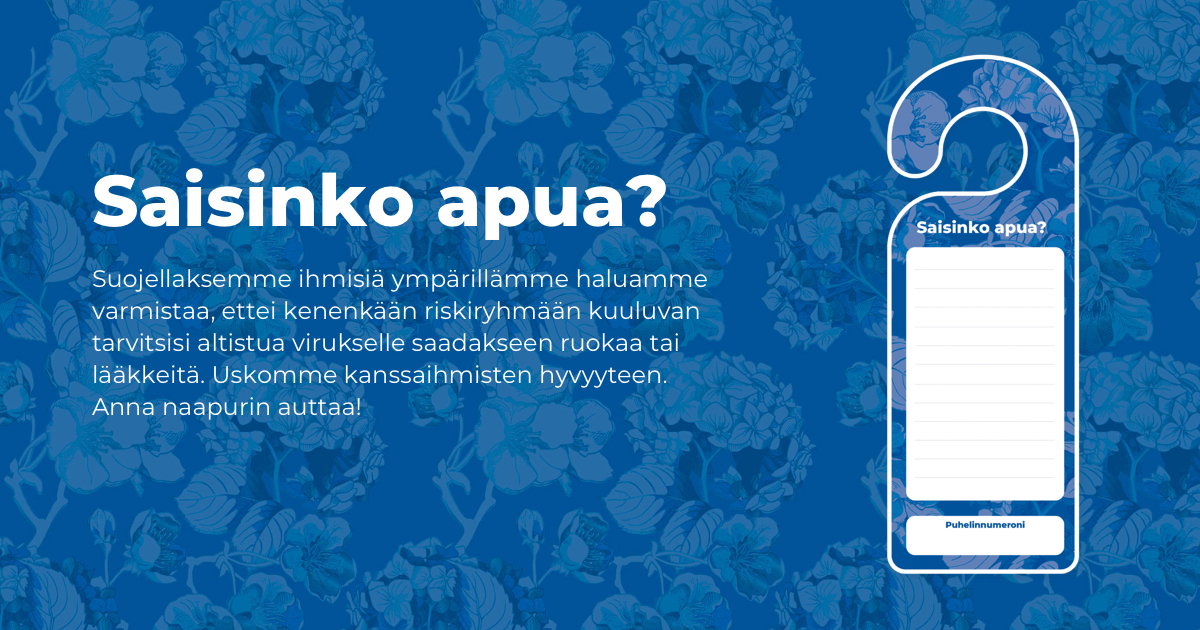 Saisinko apua?
Suojellaksemme ihmisiä ympärillämme haluamme
varmistaa, ettei kenenkään riskiryhmään kuuluvan
tarvitsisi altistua virukselle saadakseen ruokaa tai
lääkkeitä. Uskomme kanssaihmisten hyvyyteen.
Anna naapurin auttaa!
Saisinko apua?
Puhelinnumeroni